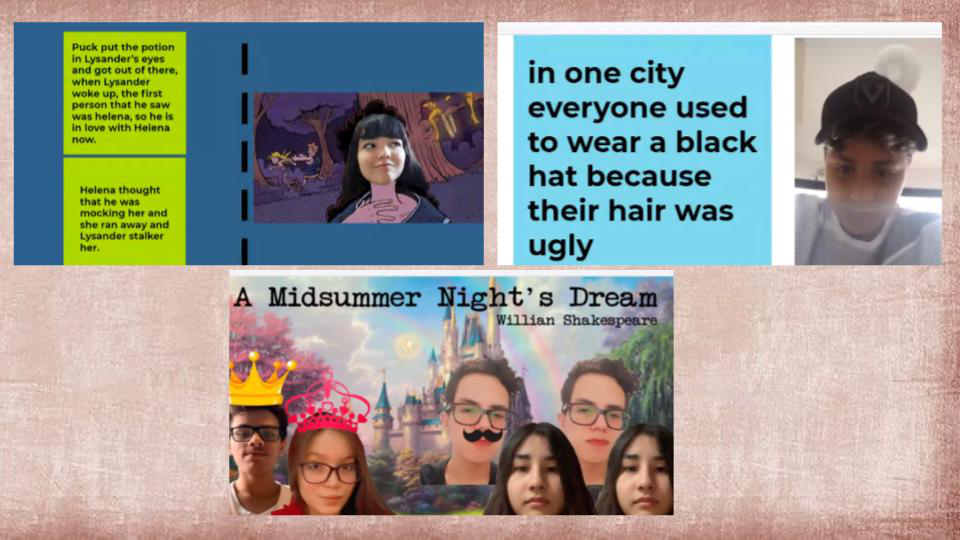 Puck put the potion
in Lysander's eyes
and got out of there,
when Lysander
woke up, the first
person that he saw
was helena, so he is
in love with Helena
now.
Helena thought
that he was
mocking her and
she ran away and
Lysander stalker
her.
in one city
everyone used
to wear a black
hat because
their hair was
ugly
A Midsummer Night's Dream
Willian Shakespeare